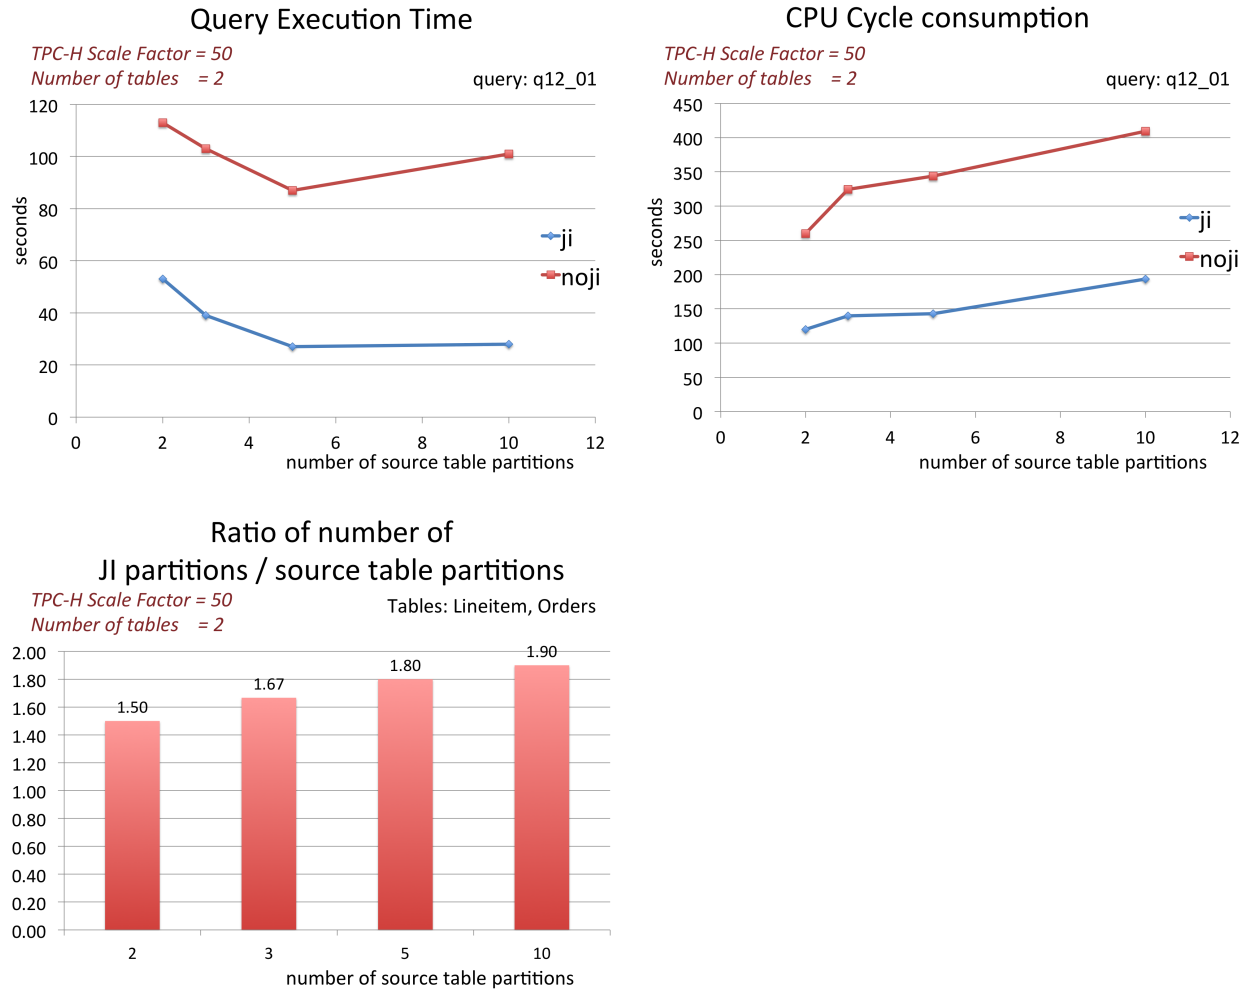 Query Execution Time
TPC-H Scale Factor = 50
Number of tables = 2
query: q12_01
120
100
80
60
40
20
0
seconds
ji
noji
0 2 4 6 8 10 12
number of source table partitions
CPU Cycle consumption
TPC-H Scale Factor = 50
Number of tables = 2
query: q12_01
450
400
350
300
250
200
150
100
50
0
seconds
ji
noji
0 2 4 6 8 10 12
number of source table partitions
Ratio of number of
JI partitions / source table partitions
TPC-H Scale Factor = 50
Number of tables = 2
Tables: Lineitem, Orders
2.00
1.80
1.60
1.40
1.20
1.00
0.80
0.60
0.40
0.20
0.00
1.50
1.67
1.80
1.90
2 3 5 10
number of source table partitions